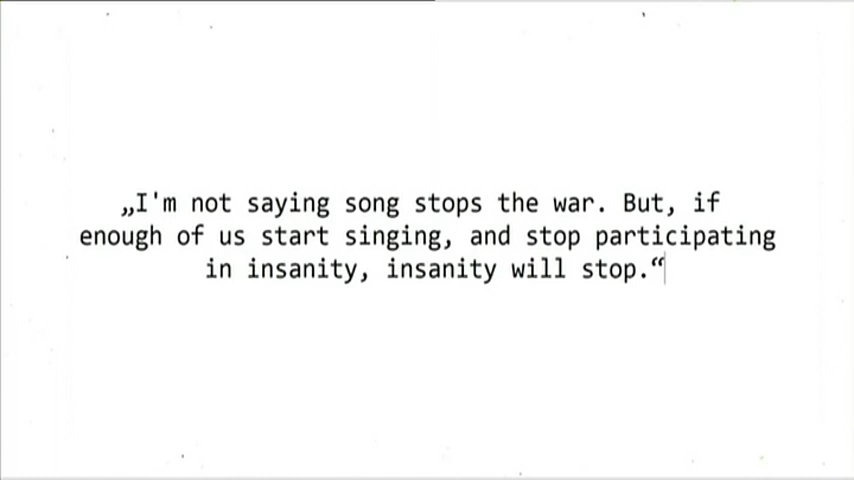 „I'm not saying song stops the war. But, if
enough of us start singing, and stop participating
in insanity, insanity will stop.“